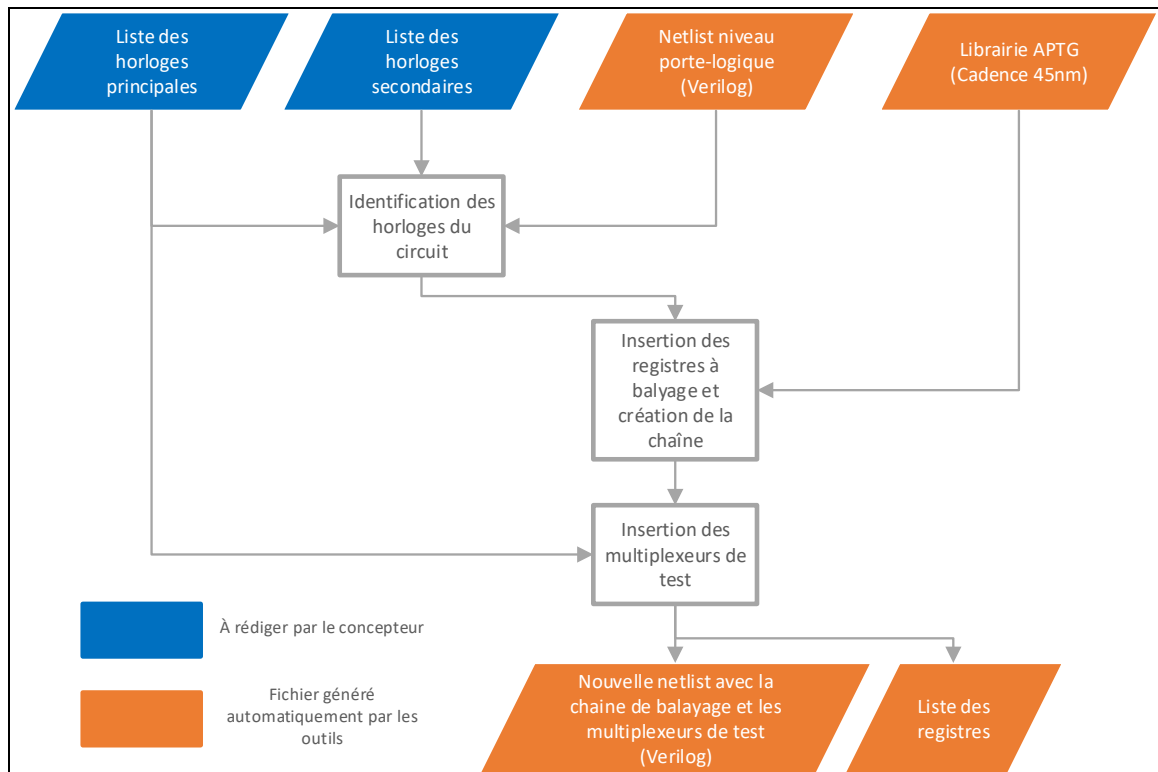 Liste des
horloges
principales
Liste des
horloges
secondaires
Netlist niveau
porte-logique
(Verilog)
Librairie APTG
(Cadence 45nm)
Identification des
horloges du
circuit
Insertion des
registres à
balyage et
création de la
chaîne
Insertion des
multiplexeurs de
test
À rédiger par le concepteur
Fichier généré
automatiquement par les
outils
Nouvelle netlist avec la
chaine de balayage et les
multiplexeurs de test
(Verilog)
Liste des
registres